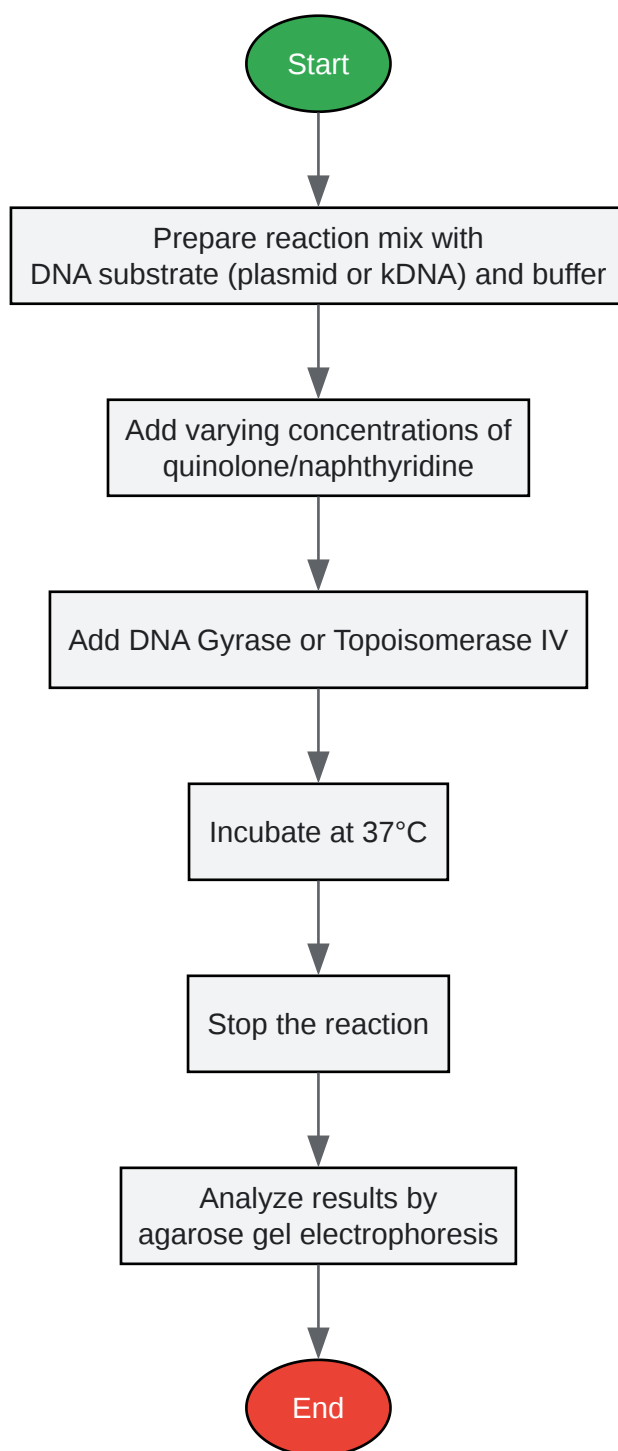 Start
Prepare reaction mix with
DNA substrate (plasmid or kDNA) and buffer
Add varying concentrations of
quinolone/naphthyridine
Add DNA Gyrase or Topoisomerase IV
Incubate at 37°C
Stop the reaction
Analyze results by
agarose gel electrophoresis
End